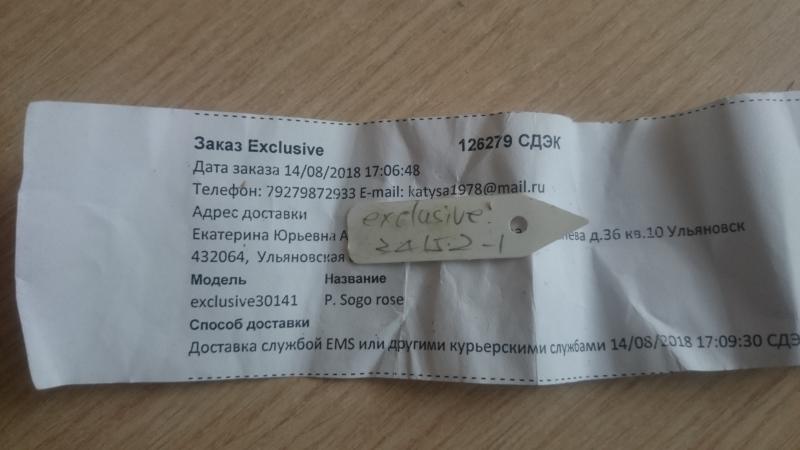 Заказ Exclusive 126279 СДЭК
Дата заказа 14/08/2018 17:06:48
Телефон: 79279872933 E-mail: katysa1978@mail.ru
Адрес доставки
Екатерина Юрьевна д.36 кв.10 Ульяновск
432064, Ульяновская
exclusive:
Модель Название
exclusive30141 P. Sogo rose
Способ доставки
Доставка службой EMS или другими курьерскими службами 14/08/2018 17:09:30 СДЭ